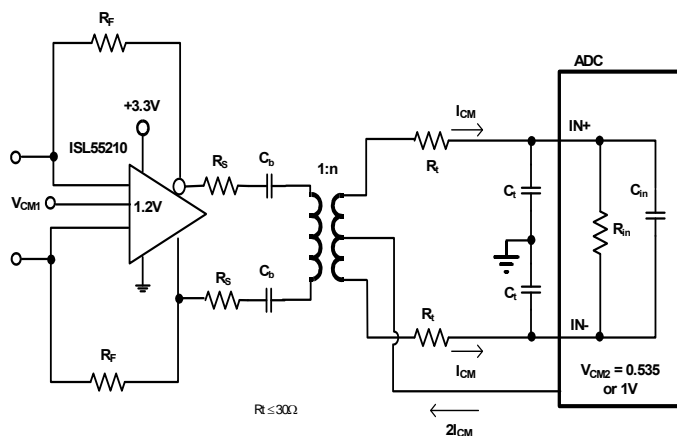 RF
ADC
+3.3V
ICM
IN+
ISL55210
RS
Cb
1:n
Rt
Ct
Cin
VCM1
1.2V
Rin
RS
Cb
Ct
Rt
IN-
RF
ICM
VCM2 = 0.535
or 1V
Rt ≤30Ω
2ICM